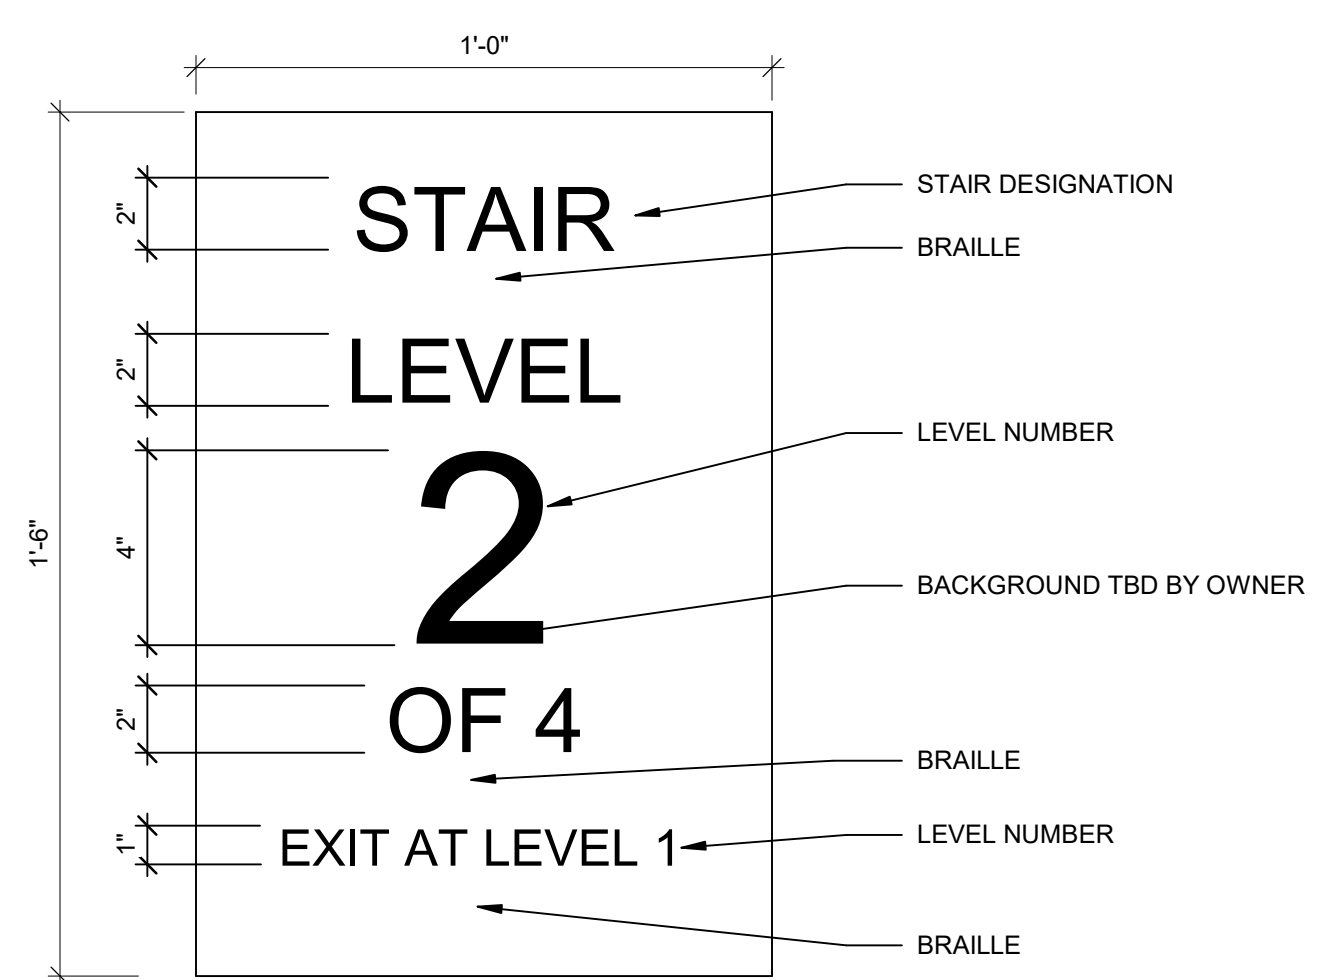 1'-0"
STAIR DESIGNATION
2"
STAIR
BRAILLE
2"
LEVEL
LEVEL NUMBER
1'-6"
4"
2
BACKGROUND TBD BY OWNER
2"
OF 4
BRAILLE
1"
EXIT AT LEVEL 1
LEVEL NUMBER
BRAILLE